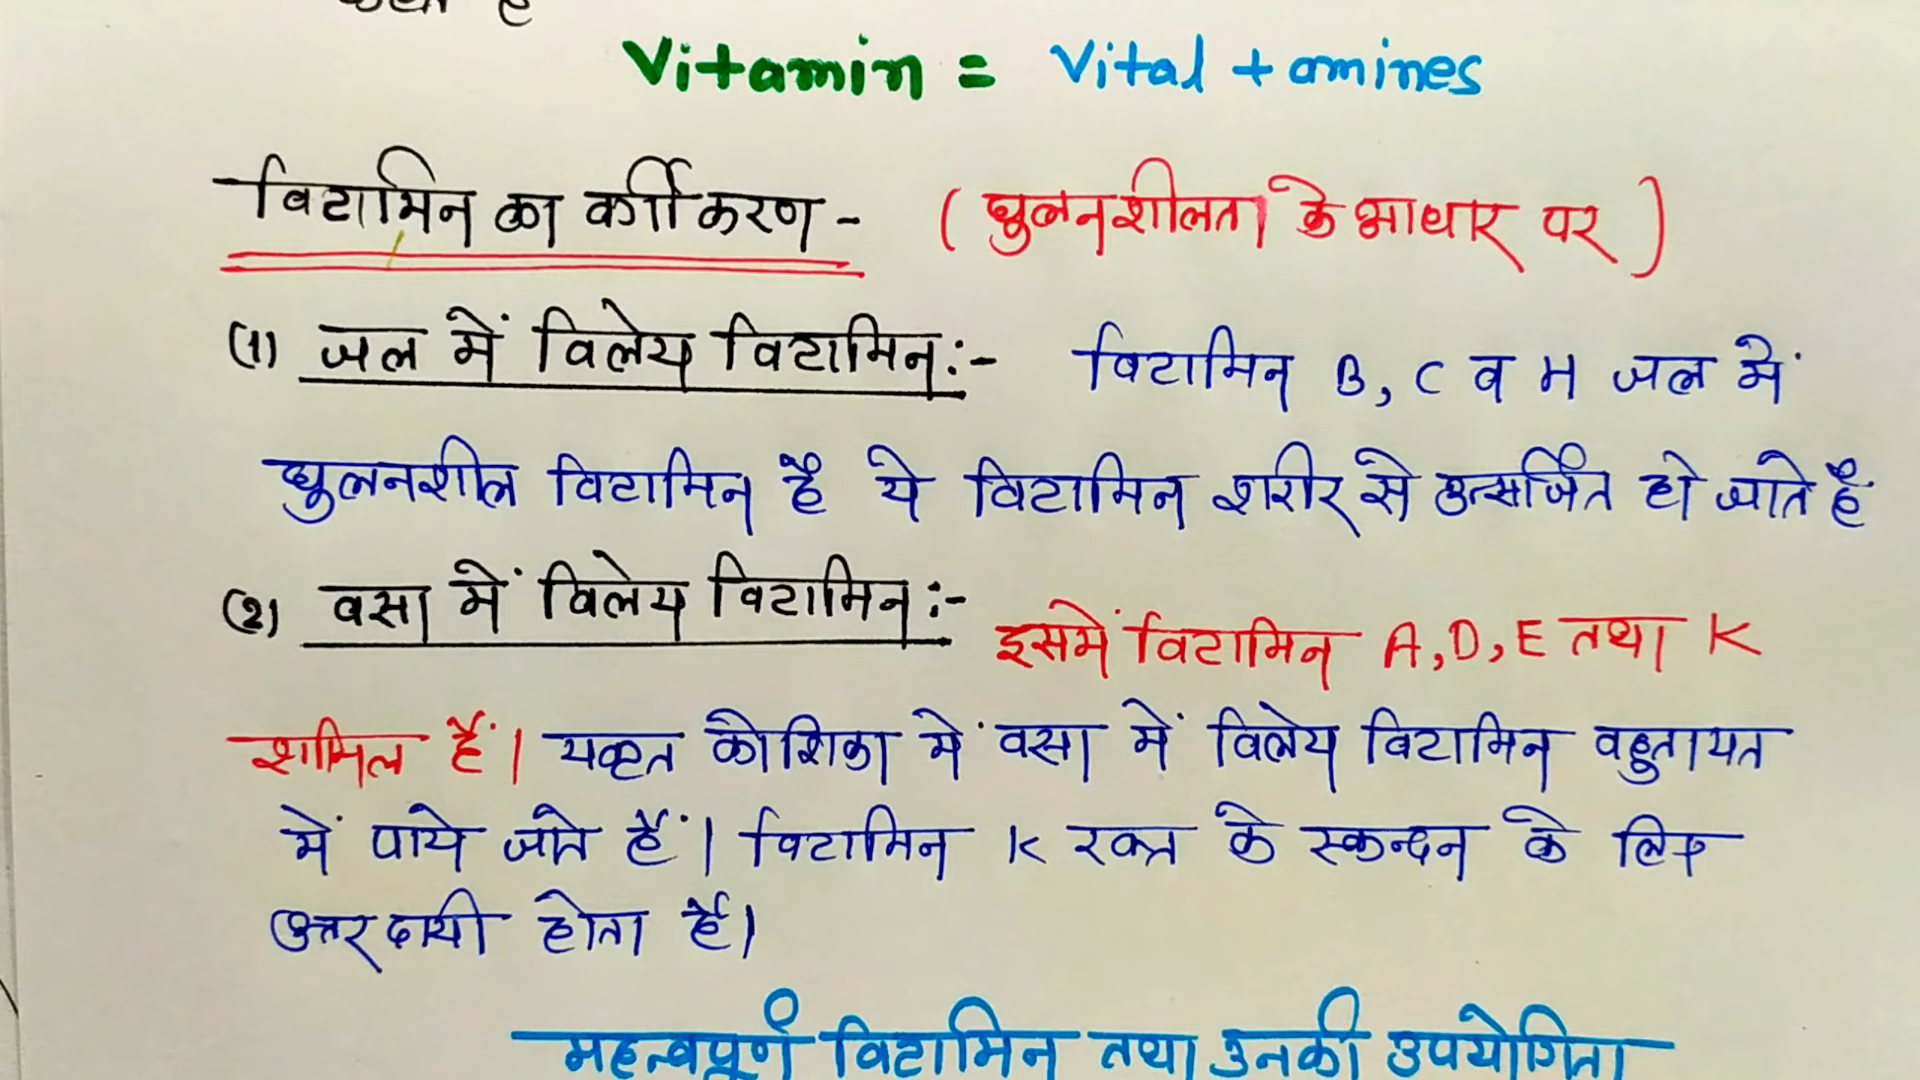 Vitamin = Vital + amines
विटामिन का वर्गीकरण - ( घुलनशीलता के आधार पर )
(1) जल में विलेय विटामिन:- विटामिन B, C व M जल में
घुलनशील विटामिन है ये विटामिन शरीर से उत्सर्जित हो जाते है
(2) वसा में विलेय विटामिन:- इसमें विटामिन A, D, E तथा K
शामिल हैं। यकृत कोशिका में वसा में विलेय विटामिन वहुतायत
में पाये जाते हैं। विटामिन K रक्त के स्कन्दन के लिए
उत्तरदायी होता है।
महत्वपूर्ण विटामिन तथा उनकी उपयोगिता